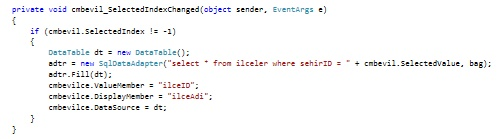 private void cmbevil_SelectedIndexChanged(object sender, EventArgs e)
{
if (cmbevil.SelectedIndex != -1)
{
DataTable dt = new DataTable();
adtr = new SqlDataAdapter("select * from ilceler where sehirID = " + cmbevil.SelectedValue, bag);
adtr.Fill(dt);
cmbevilce.ValueMember = "ilceID";
cmbevilce.DisplayMember = "ilceAdi";
cmbevilce.DataSource = dt;
}
}